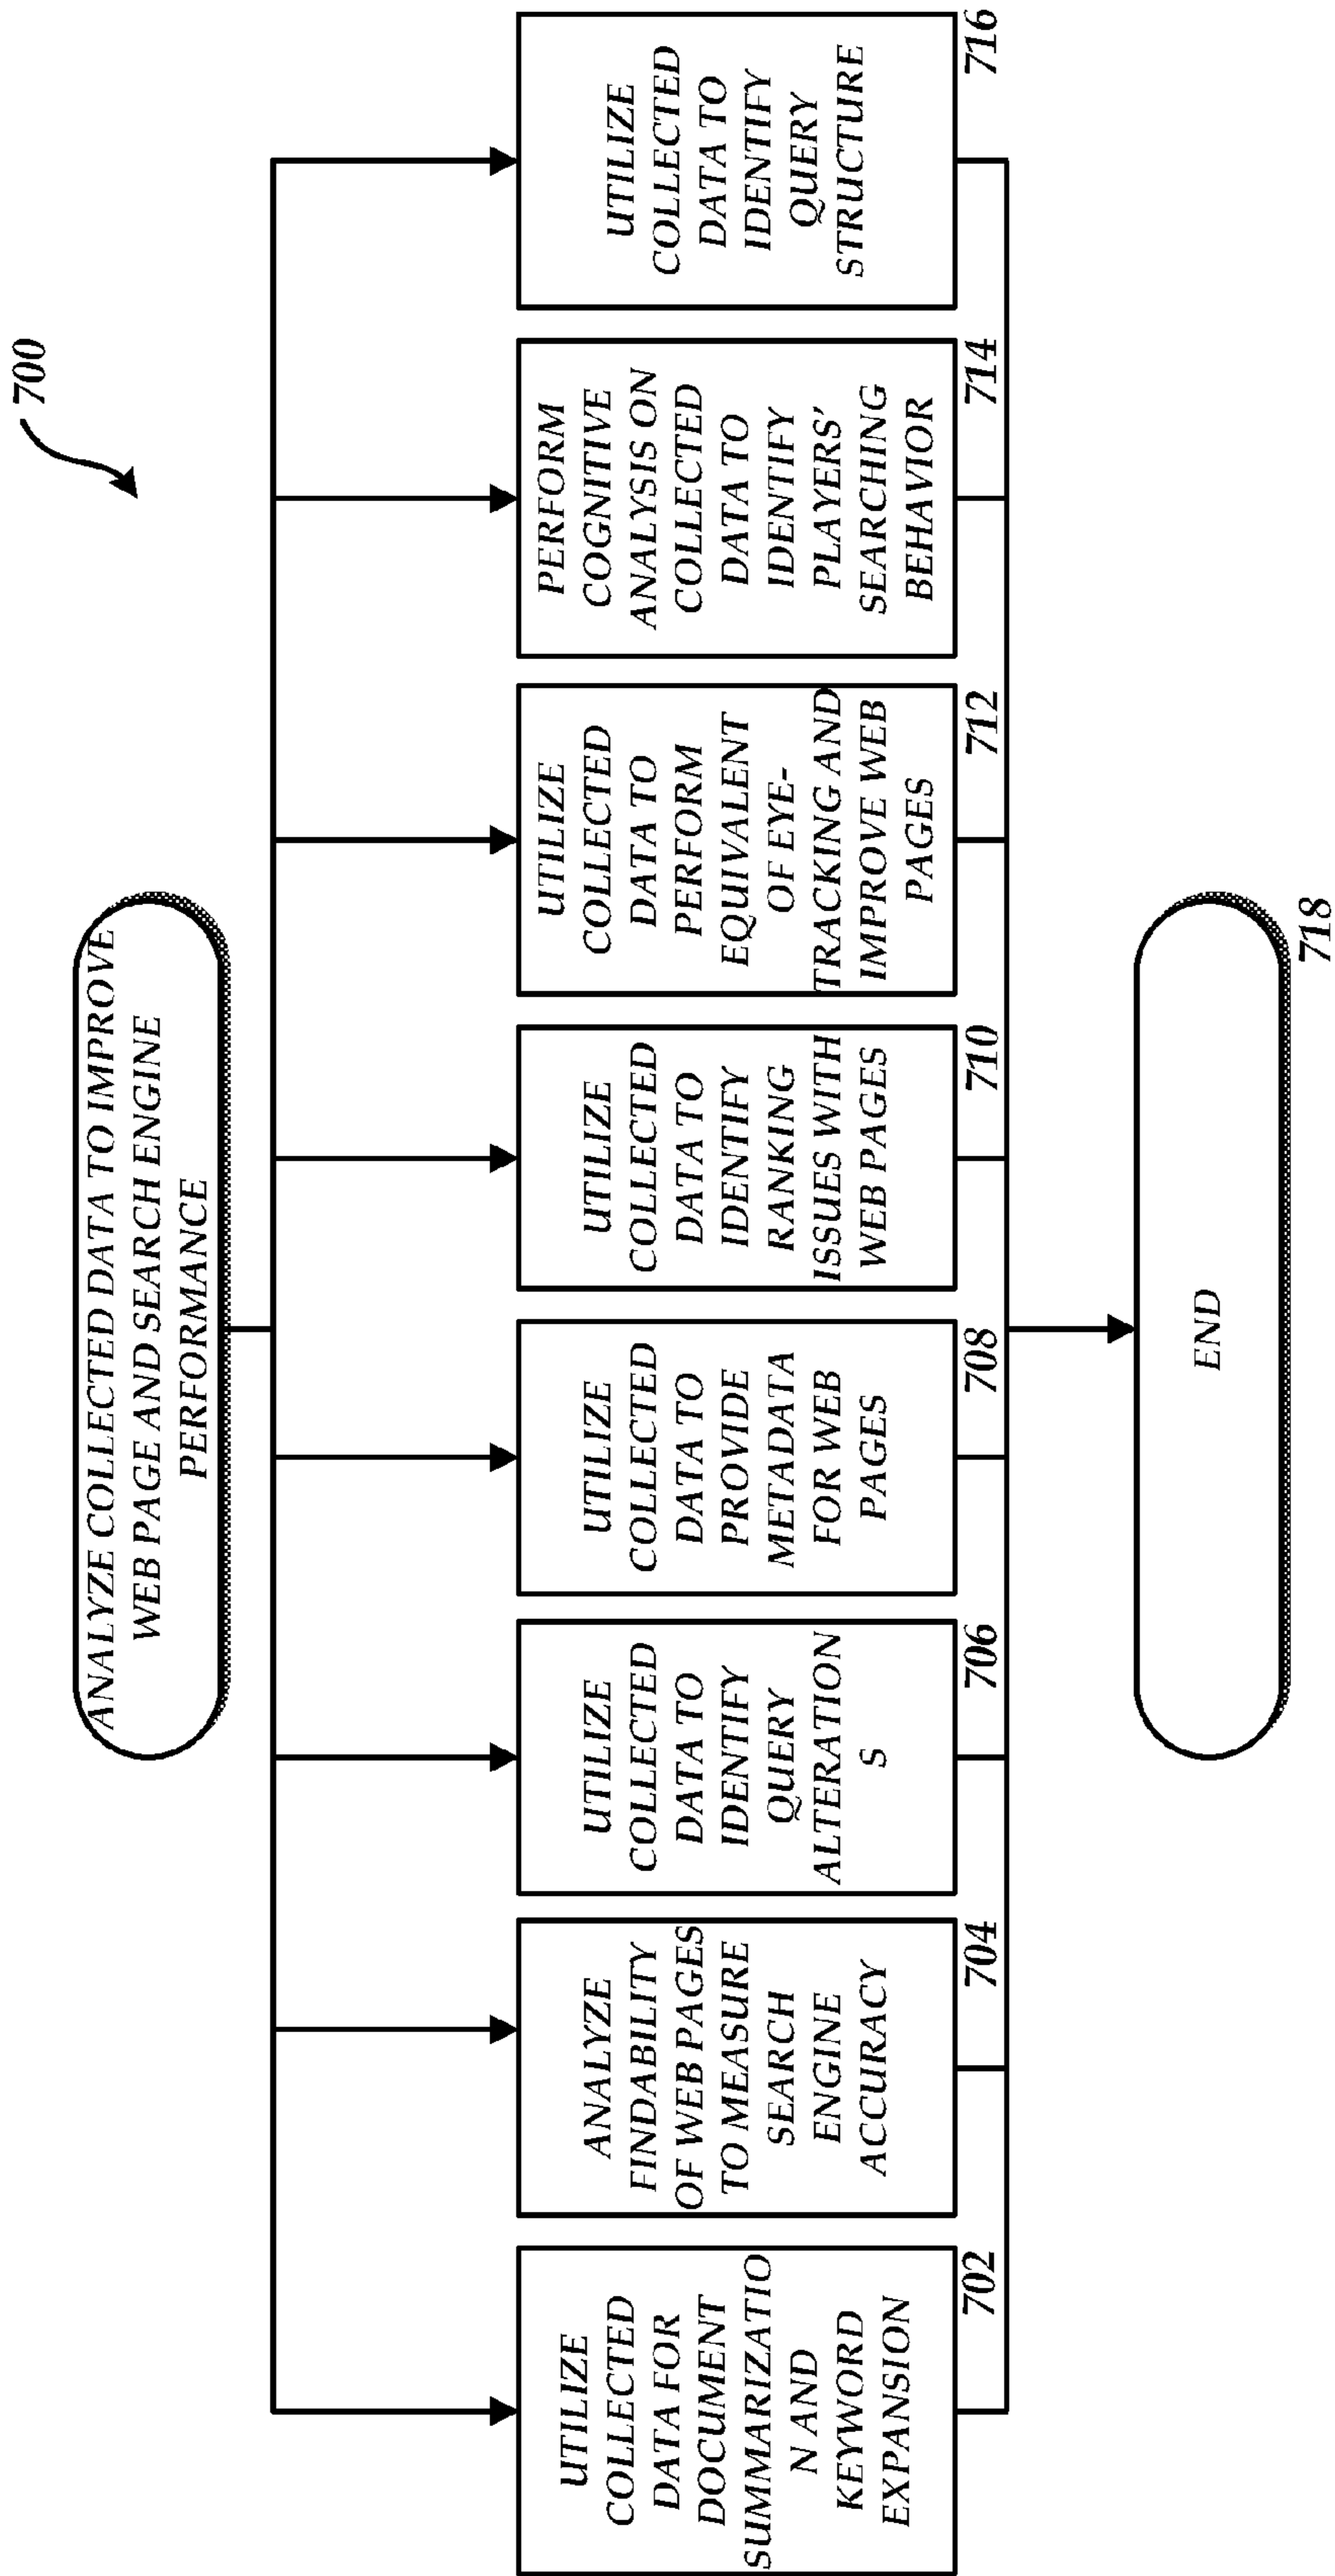 700
ANALYZE COLLECTED DATA TO IMPROVE
WEB PAGE AND SEARCH ENGINE
PERFORMANCE
UTILIZE
COLLECTED
DATA FOR
DOCUMENT
SUMMARIZATIO
N AND
KEYWORD
EXPANSION
702
ANALYZE
FINDABILITY
OF WEB PAGES
TO MEASURE
SEARCH
ENGINE
ACCURACY
704
UTILIZE
COLLECTED
DATA TO
IDENTIFY
QUERY
ALTERATION
S
706
UTILIZE
COLLECTED
DATA TO
PROVIDE
METADATA
FOR WEB
PAGES
708
UTILIZE
COLLECTED
DATA TO
IDENTIFY
RANKING
ISSUES WITH
WEB PAGES
710
UTILIZE
COLLECTED
DATA TO
PERFORM
EQUIVALENT
OF EYE-
TRACKING AND
IMPROVE WEB
PAGES
712
PERFORM
COGNITIVE
ANALYSIS ON
COLLECTED
DATA TO
IDENTIFY
PLAYERS'
SEARCHING
BEHAVIOR
714
UTILIZE
COLLECTED
DATA TO
IDENTIFY
QUERY
STRUCTURE
716
END
718